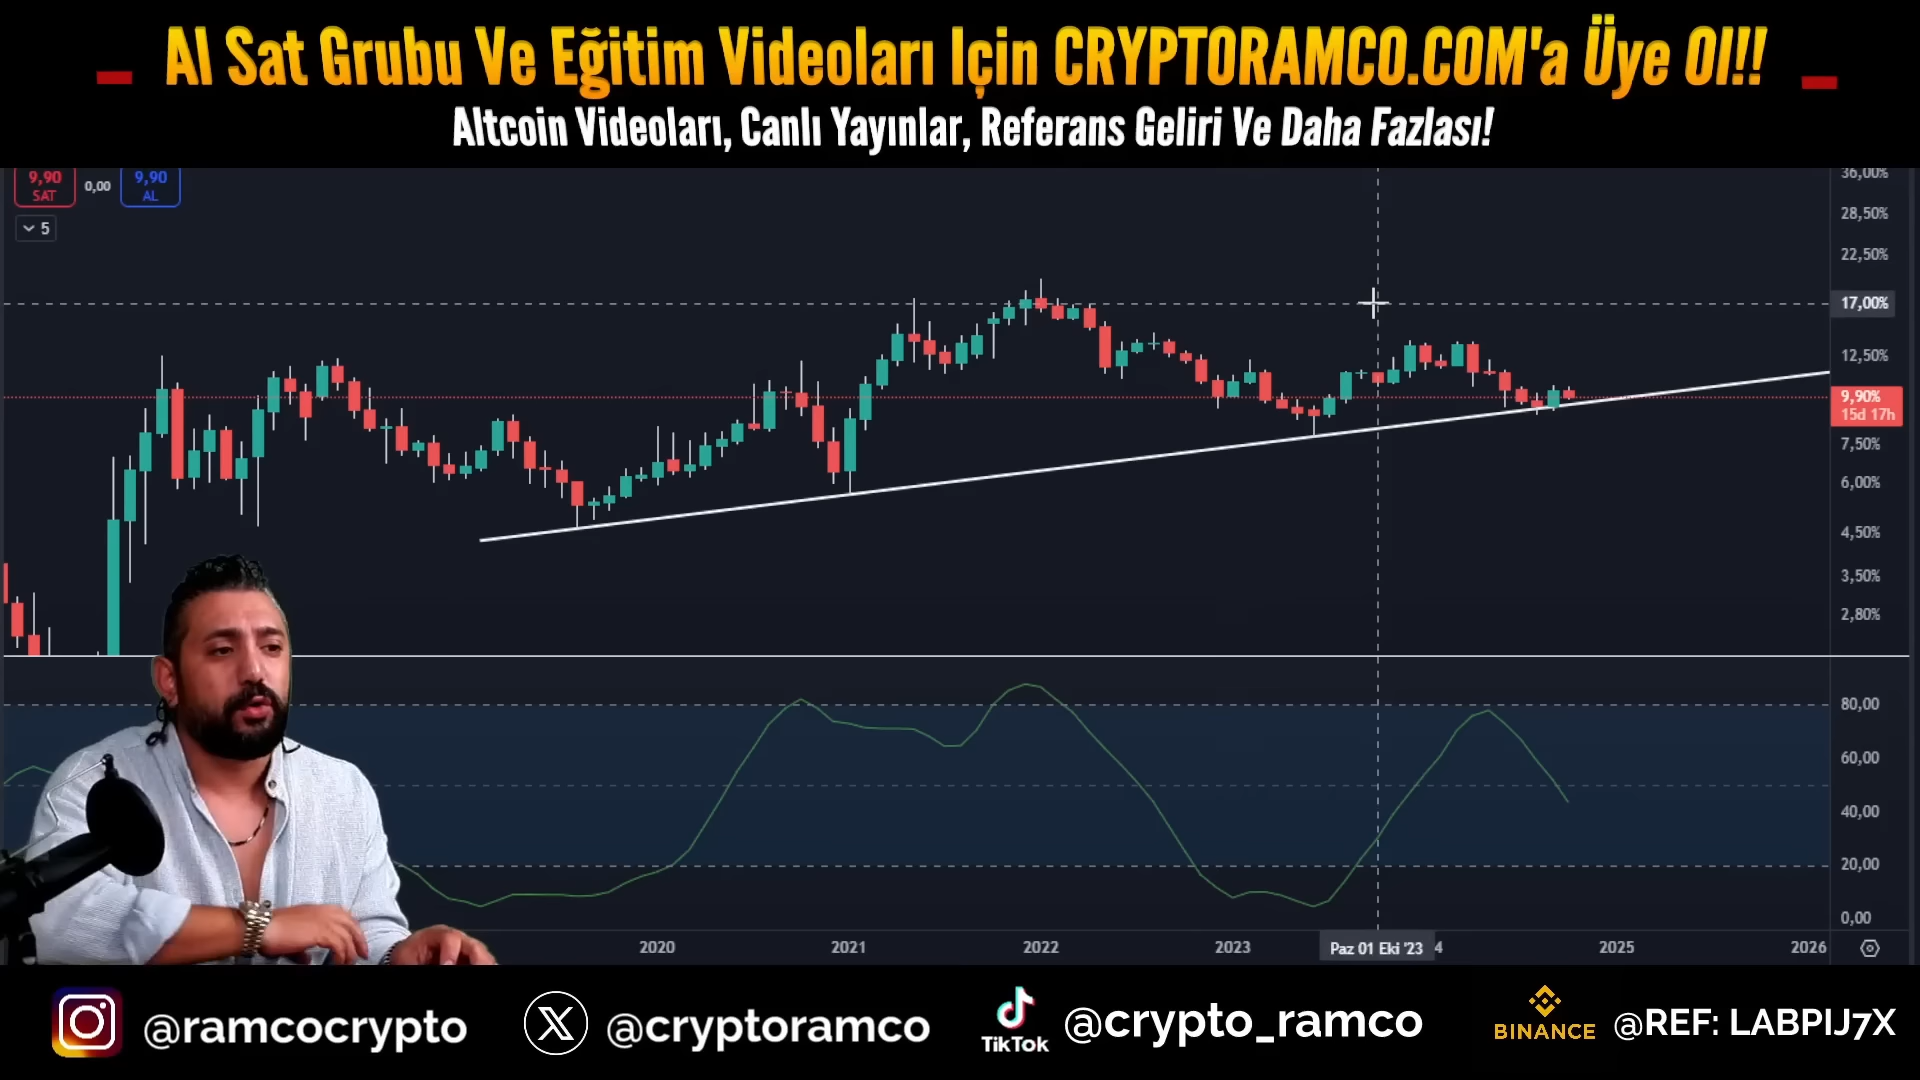 Al Sat Grubu Ve Eğitim Videoları Için CRYPTORAMCO.COM'a Üye Ol!!
Altcoin Videoları, Canlı Yayınlar, Referans Geliri Ve Daha Fazlası!
9,90 0,00 9,90
SAT AL
5
36,00%
28,50%
22,50%
17,00%
12,50%
9,90%
15d 17h
7,50%
6,00%
4,50%
3,50%
2,80%
80,00
60,00
40,00
20,00
0,00
2020 2021 2022 2023 Paz 01 Eki '23 4 2025 2026
@ramcocrypto @cryptoramco TikTok @crypto_ramco BINANCE @REF: LABPIJ7X